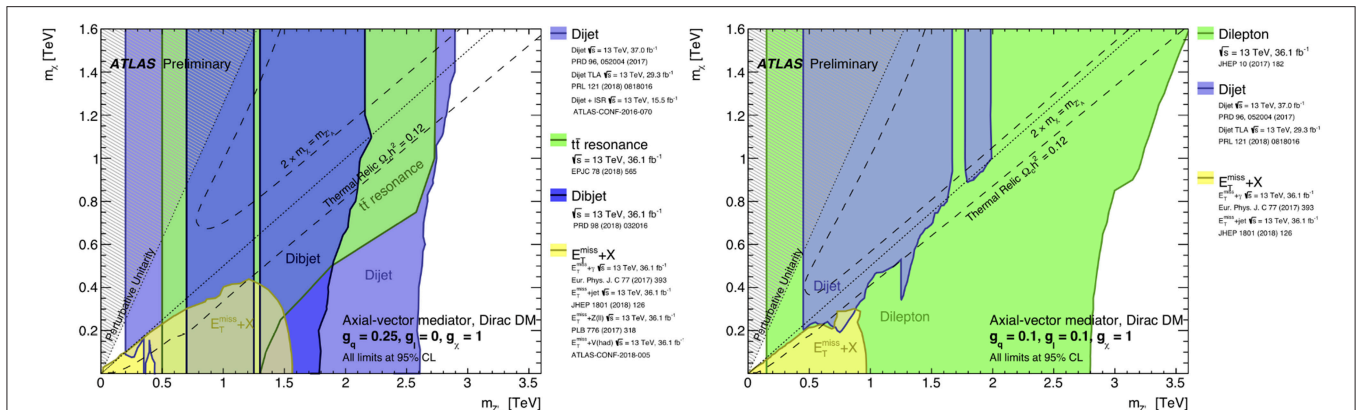 m_χ [TeV]
1.6
1.4
1.2
1
0.8
0.6
0.4
0.2
0
0.5
1
1.5
2
2.5
3
3.5
m_Z' [TeV]
ATLAS Preliminary
Perturbative Unitarity
2 × m_χ = m_Z'_A
Thermal Relic Ω_c h² = 0.12
tt̄ resonance
Dibjet
Dijet
E_T^miss+X
Axial-vector mediator, Dirac DM
g_q = 0.25, g_l = 0, g_χ = 1
All limits at 95% CL
Dijet
Dijet √s = 13 TeV, 37.0 fb⁻¹
PRD 96, 052004 (2017)
Dijet TLA √s = 13 TeV, 29.3 fb⁻¹
PRL 121 (2018) 0818016
Dijet + ISR √s = 13 TeV, 15.5 fb⁻¹
ATLAS-CONF-2016-070
tt̄ resonance
√s = 13 TeV, 36.1 fb⁻¹
EPJC 78 (2018) 565
Dibjet
√s = 13 TeV, 36.1 fb⁻¹
PRD 98 (2018) 032016
E_T^miss+X
E_T^miss+γ √s = 13 TeV, 36.1 fb⁻¹
Eur. Phys. J. C 77 (2017) 393
E_T^miss+jet √s = 13 TeV, 36.1 fb⁻¹
JHEP 1801 (2018) 126
E_T^miss+Z(ll) √s = 13 TeV, 36.1 fb⁻¹
PLB 776 (2017) 318
E_T^miss+V(had) √s = 13 TeV, 36.1 fb⁻¹
ATLAS-CONF-2018-005
m_χ [TeV]
1.6
1.4
1.2
1
0.8
0.6
0.4
0.2
0
0.5
1
1.5
2
2.5
3
3.5
m_Z' [TeV]
ATLAS Preliminary
Perturbative Unitarity
2 × m_χ = m_Z'_A
Thermal Relic Ω_c h² = 0.12
Dijet
Dilepton
E_T^miss+X
Axial-vector mediator, Dirac DM
g_q = 0.1, g_l = 0.1, g_χ = 1
All limits at 95% CL
Dilepton
√s = 13 TeV, 36.1 fb⁻¹
JHEP 10 (2017) 182
Dijet
Dijet √s = 13 TeV, 37.0 fb⁻¹
PRD 96, 052004 (2017)
Dijet TLA √s = 13 TeV, 29.3 fb⁻¹
PRL 121 (2018) 0818016
E_T^miss+X
E_T^miss+γ √s = 13 TeV, 36.1 fb⁻¹
Eur. Phys. J. C 77 (2017) 393
E_T^miss+jet √s = 13 TeV, 36.1 fb⁻¹
JHEP 1801 (2018) 126